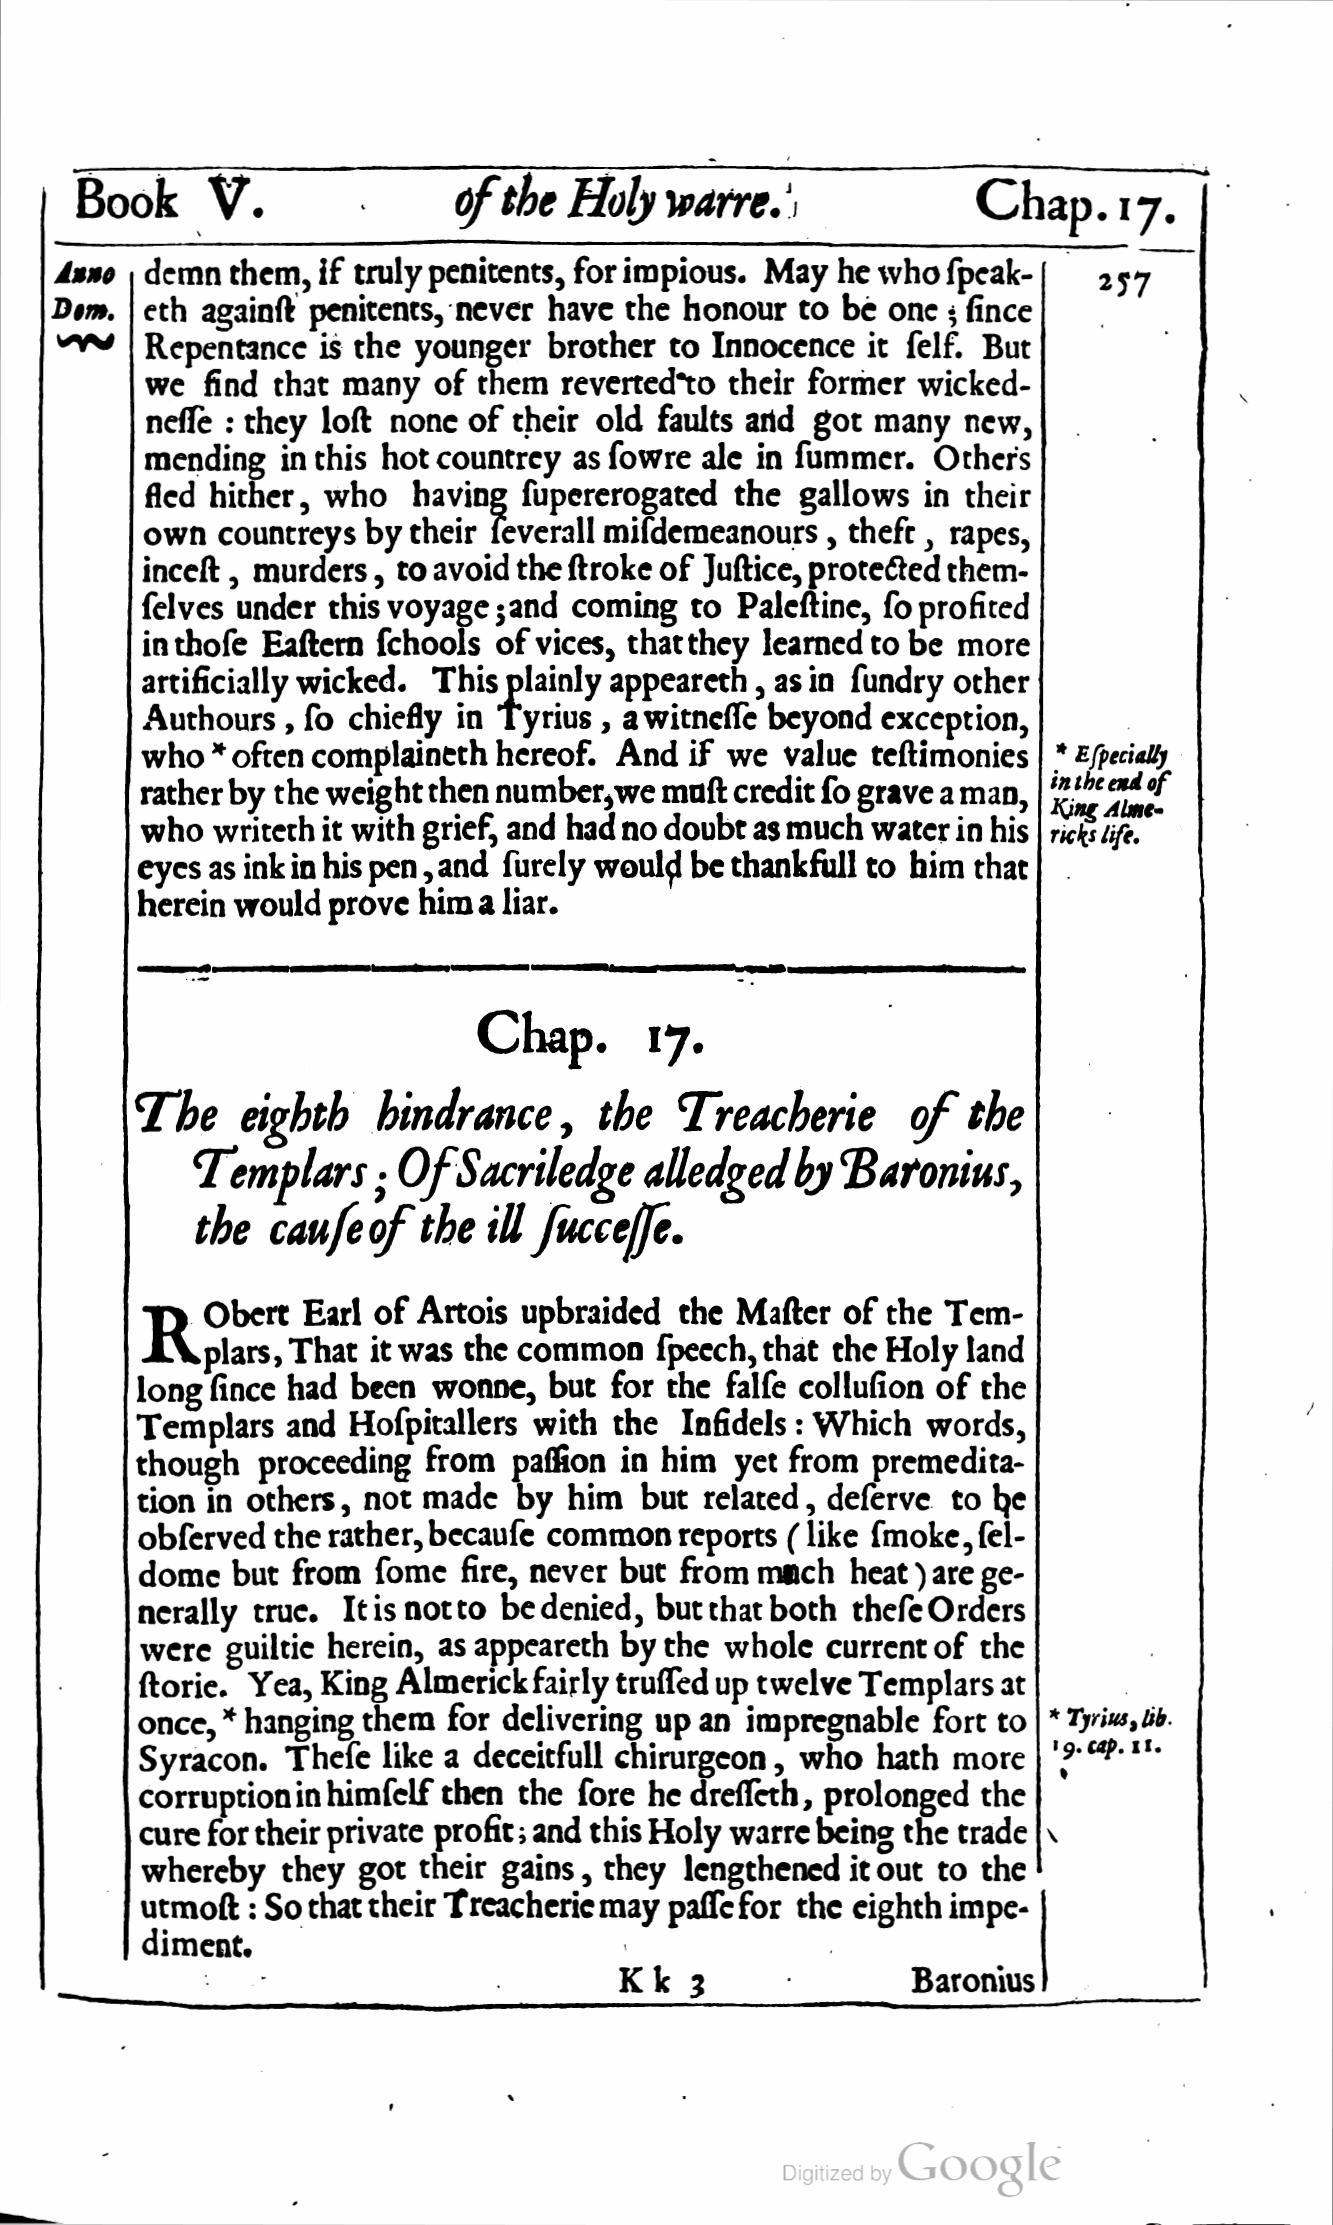 Book V. of the Holy warre. Chap. 17.
Anno
Dom.
257
demn them, if truly penitents, for impious. May he who ſpeak-
eth againſt penitents, never have the honour to be one; ſince
Repentance is the younger brother to Innocence it ſelf. But
we find that many of them reverted to their former wicked-
neſſe : they loſt none of their old faults and got many new,
mending in this hot countrey as ſowre ale in ſummer. Others
fled hither, who having ſupererogated the gallows in their
own countreys by their ſeverall miſdemeanours , theft , rapes,
inceſt , murders , to avoid the ſtroke of Juſtice, protected them-
ſelves under this voyage ; and coming to Paleſtine, ſo profited
in thoſe Eaſtern ſchools of vices, that they learned to be more
artificially wicked. This plainly appeareth , as in ſundry other
Authours , ſo chiefly in Tyrius , a witneſſe beyond exception,
who * often complaineth hereof. And if we value teſtimonies
rather by the weight then number, we muſt credit ſo grave a man,
who writeth it with grief, and had no doubt as much water in his
eyes as ink in his pen , and ſurely would be thankfull to him that
herein would prove him a liar.
* Eſpecially
in the end of
King Alme-
ricks life.
Chap. 17.
The eighth hindrance, the Treacherie of the
Templars ; Of Sacriledge alledged by Baronius,
the cauſe of the ill ſucceſſe.
RObert Earl of Artois upbraided the Maſter of the Tem-
plars, That it was the common ſpeech, that the Holy land
long ſince had been wonne, but for the falſe colluſion of the
Templars and Hoſpitallers with the Infidels : Which words,
though proceeding from paſſion in him yet from premedita-
tion in others, not made by him but related , deſerve to be
obſerved the rather, becauſe common reports ( like ſmoke, ſel-
dome but from ſome fire, never but from much heat ) are ge-
nerally true. It is not to be denied, but that both theſe Orders
were guiltie herein, as appeareth by the whole current of the
ſtorie. Yea, King Almerick fairly truſſed up twelve Templars at
once, * hanging them for delivering up an impregnable fort to
Syracon. Theſe like a deceitfull chirurgeon , who hath more
corruption in himſelf then the ſore he dreſſeth, prolonged the
cure for their private profit ; and this Holy warre being the trade
whereby they got their gains , they lengthened it out to the
utmoſt : So that their Treacherie may paſſe for the eighth impe-
diment.
* Tyrius, lib.
19. cap. 11.
K k 3 Baronius
Digitized by Google